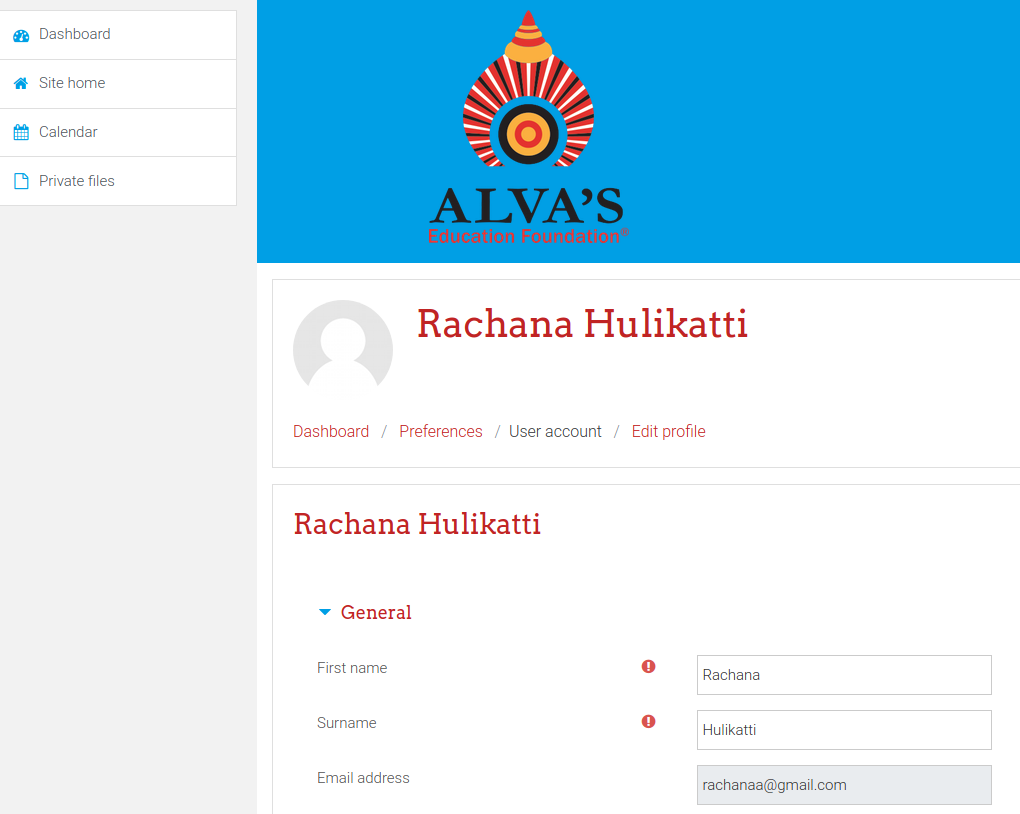 Dashboard
Site home
Calendar
Private files
ALVA'S
Education Foundation®
Rachana Hulikatti
Dashboard / Preferences / User account / Edit profile
Rachana Hulikatti
General
First name
Rachana
Surname
Hulikatti
Email address
rachanaa@gmail.com